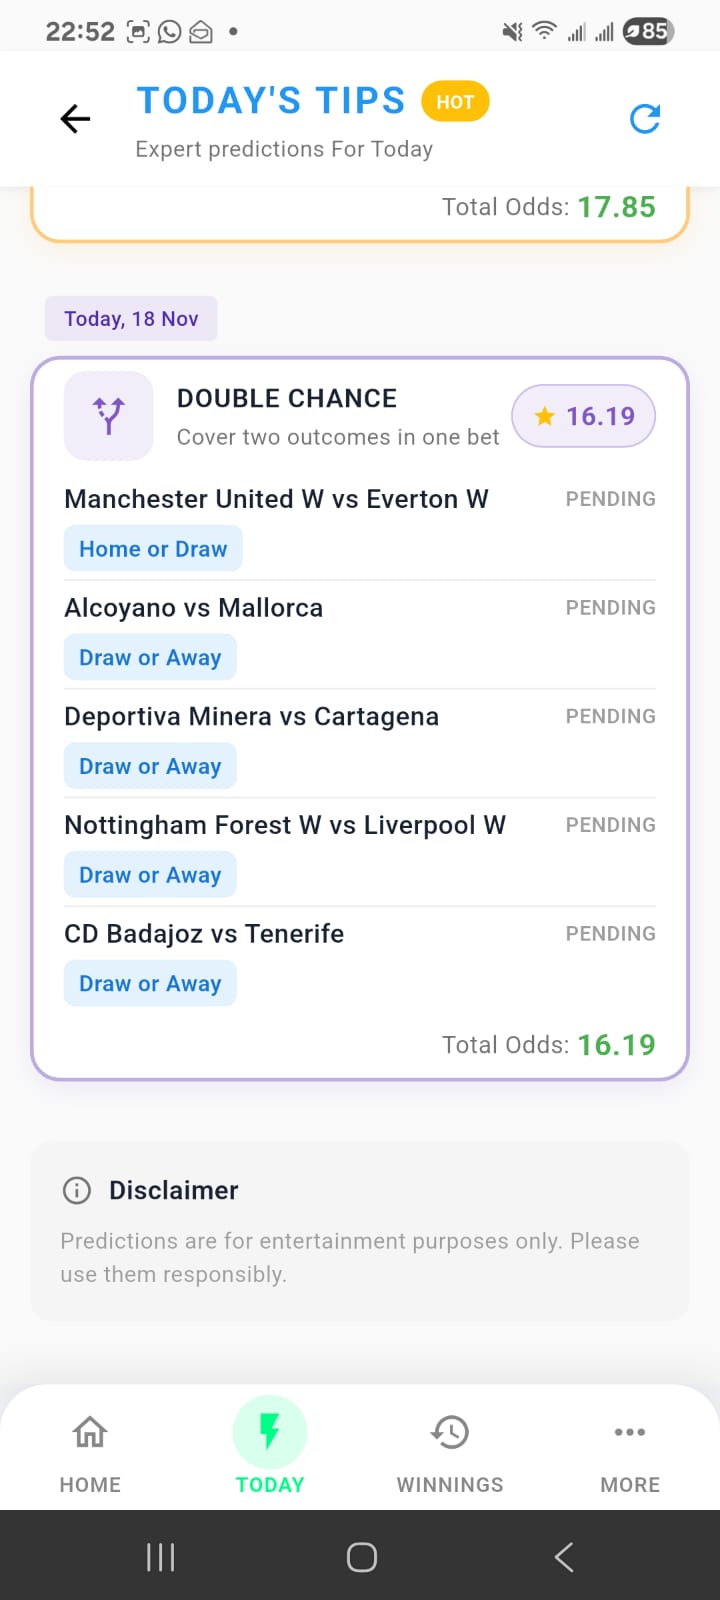 22:52
85
TODAY'S TIPS HOT
Expert predictions For Today
Total Odds: 17.85
Today, 18 Nov
DOUBLE CHANCE
Cover two outcomes in one bet
16.19
Manchester United W vs Everton W PENDING
Home or Draw
Alcoyano vs Mallorca PENDING
Draw or Away
Deportiva Minera vs Cartagena PENDING
Draw or Away
Nottingham Forest W vs Liverpool W PENDING
Draw or Away
CD Badajoz vs Tenerife PENDING
Draw or Away
Total Odds: 16.19
Disclaimer
Predictions are for entertainment purposes only. Please
use them responsibly.
HOME TODAY WINNINGS MORE